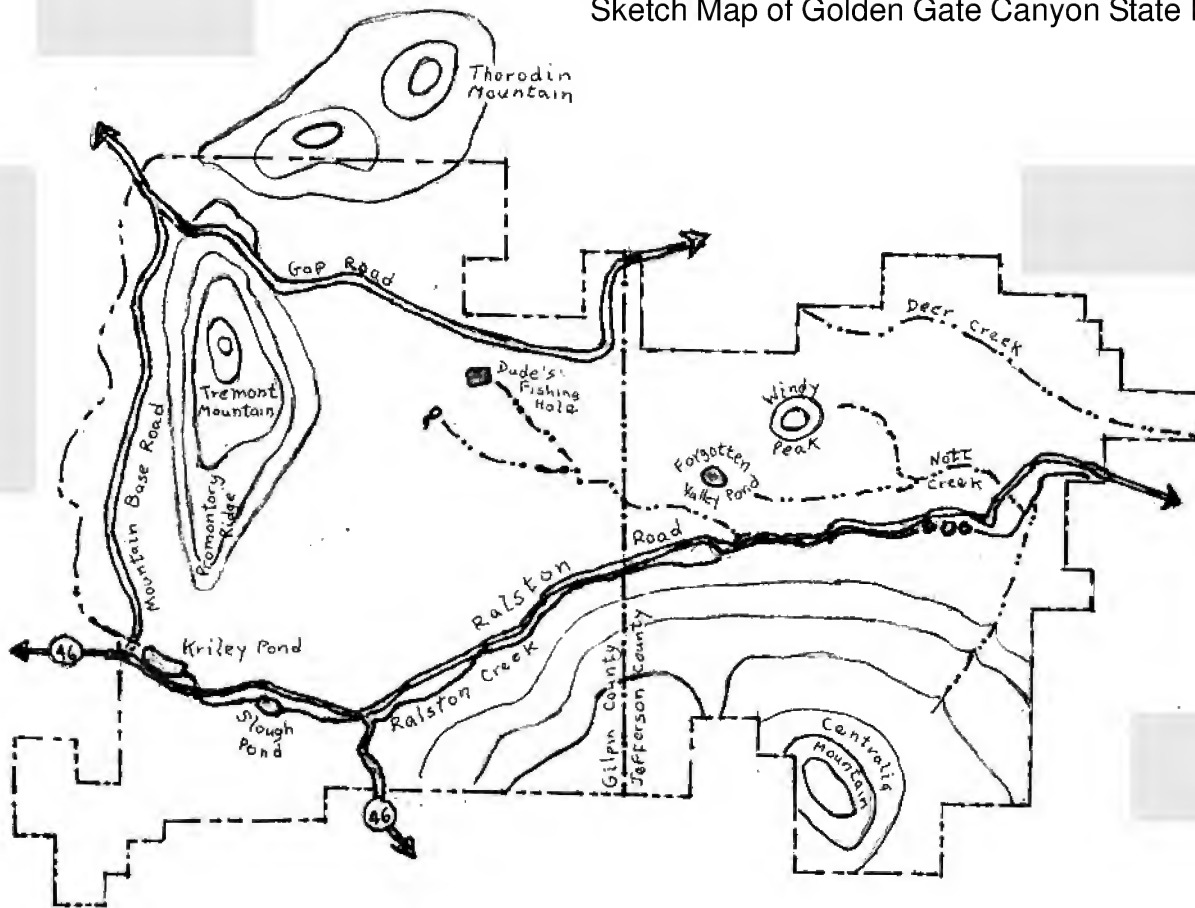 Sketch Map of Golden Gate Canyon State
Thorodin
Mountain
Gap Road
Deer Creek
Dude's
Fishing
Hole
Windy
Peak
Tremont
Mountain
Forgotten
Valley Pond
Nott
Creek
Mountain Base Road
Promontory
Ridge
Ralston Road
Kriley Pond
46
Ralston Creek
Slough
Pond
Gilpin County
Jefferson County
Centralia
Mountain
46